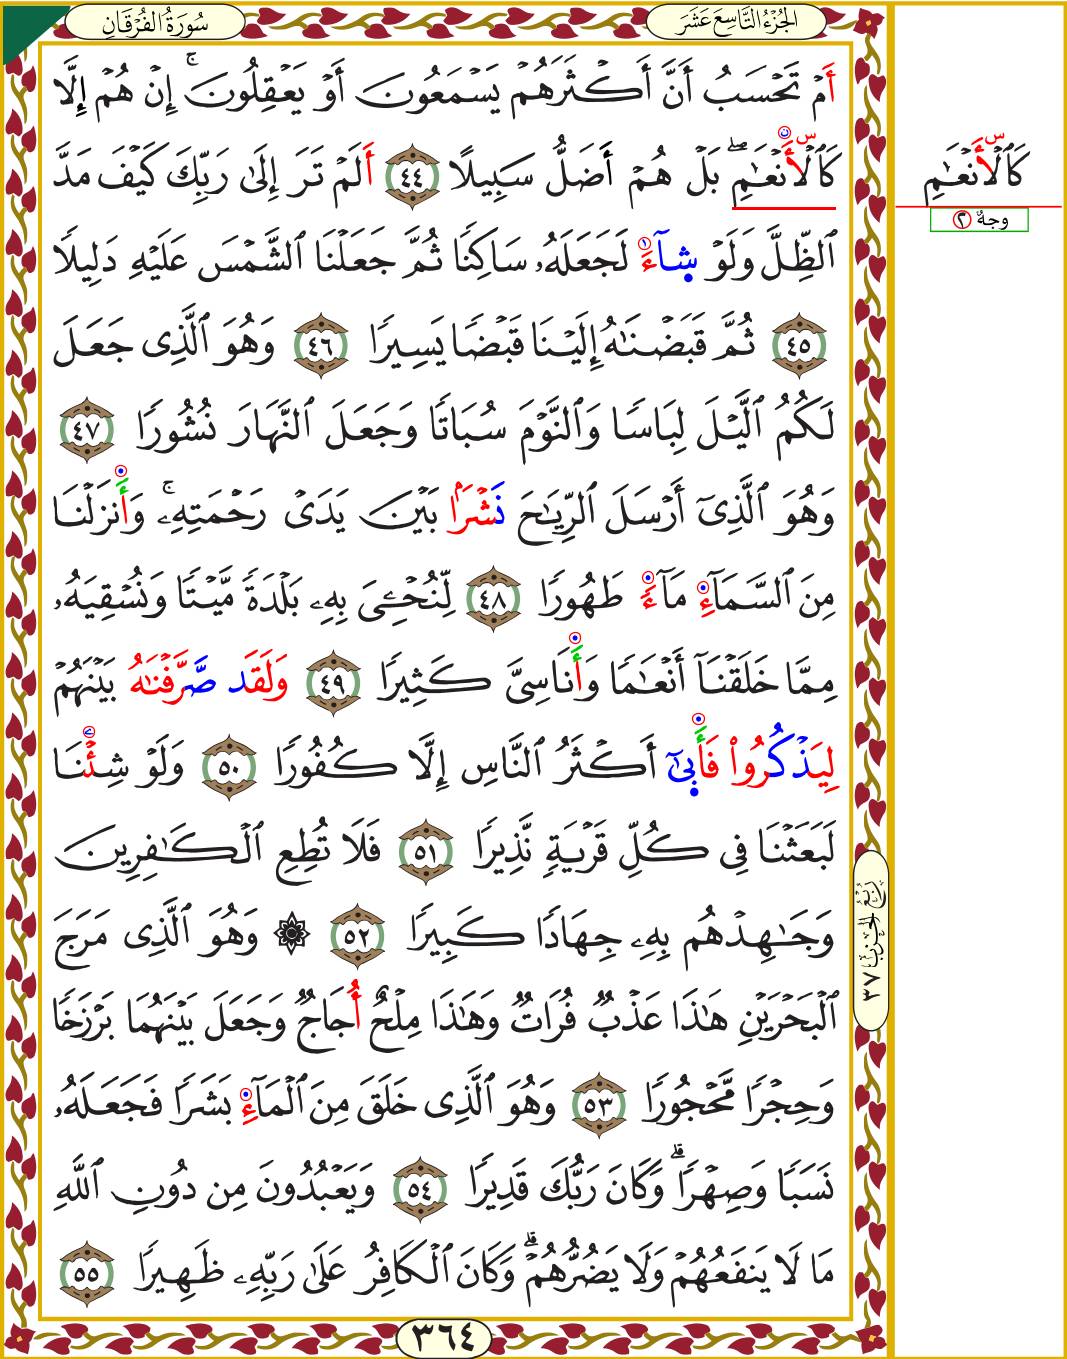 الجُزْءُ التَّاسِعَ عَشَرَ
سُورَةُ الفُرْقَانِ
أَمۡ تَحۡسَبُ أَنَّ أَكۡثَرَهُمۡ يَسۡمَعُونَ أَوۡ يَعۡقِلُونَۚ إِنۡ هُمۡ إِلَّا
كَٱلۡأَنۡعَٰمِ بَلۡ هُمۡ أَضَلُّ سَبِيلًا ٤٤ أَلَمۡ تَرَ إِلَىٰ رَبِّكَ كَيۡفَ مَدَّ
ٱلظِّلَّ وَلَوۡ شَآءَ لَجَعَلَهُۥ سَاكِنٗا ثُمَّ جَعَلۡنَا ٱلشَّمۡسَ عَلَيۡهِ دَلِيلٗا
٤٥ ثُمَّ قَبَضۡنَٰهُ إِلَيۡنَا قَبۡضٗا يَسِيرٗا ٤٦ وَهُوَ ٱلَّذِي جَعَلَ
لَكُمُ ٱلَّيۡلَ لِبَاسٗا وَٱلنَّوۡمَ سُبَاتٗا وَجَعَلَ ٱلنَّهَارَ نُشُورٗا ٤٧
وَهُوَ ٱلَّذِيٓ أَرۡسَلَ ٱلرِّيَٰحَ نَشۡرَۢا بَيۡنَ يَدَيۡ رَحۡمَتِهِۦۚ وَأَنزَلۡنَا
مِنَ ٱلسَّمَآءِ مَآءٗ طَهُورٗا ٤٨ لِّنُحۡـِۧيَ بِهِۦ بَلۡدَةٗ مَّيۡتٗا وَنُسۡقِيَهُۥ
مِمَّا خَلَقۡنَآ أَنۡعَٰمٗا وَأَنَاسِيَّ كَثِيرٗا ٤٩ وَلَقَد صَّرَّفۡنَٰهُ بَيۡنَهُمۡ
لِيَذۡكُرُواْ فَأَبَىٰٓ أَكۡثَرُ ٱلنَّاسِ إِلَّا كُفُورٗا ٥٠ وَلَوۡ شِئۡنَا
لَبَعَثۡنَا فِي كُلِّ قَرۡيَةٖ نَّذِيرٗا ٥١ فَلَا تُطِعِ ٱلۡكَٰفِرِينَ
وَجَٰهِدۡهُم بِهِۦ جِهَادٗا كَبِيرٗا ٥٢ ۞ وَهُوَ ٱلَّذِي مَرَجَ
ٱلۡبَحۡرَيۡنِ هَٰذَا عَذۡبٞ فُرَاتٞ وَهَٰذَا مِلۡحٌ أُجَاجٞ وَجَعَلَ بَيۡنَهُمَا بَرۡزَخٗا
وَحِجۡرٗا مَّحۡجُورٗا ٥٣ وَهُوَ ٱلَّذِي خَلَقَ مِنَ ٱلۡمَآءِ بَشَرٗا فَجَعَلَهُۥ
نَسَبٗا وَصِهۡرٗاۗ وَكَانَ رَبُّكَ قَدِيرٗا ٥٤ وَيَعۡبُدُونَ مِن دُونِ ٱللَّهِ
مَا لَا يَنفَعُهُمۡ وَلَا يَضُرُّهُمۡۗ وَكَانَ ٱلۡكَافِرُ عَلَىٰ رَبِّهِۦ ظَهِيرٗا ٥٥
٣٦٤
رُبْعُ الحِزْبِ ٣٧
س
كَٱلۡأَنۡعَٰمِ
وجهٌ ٢